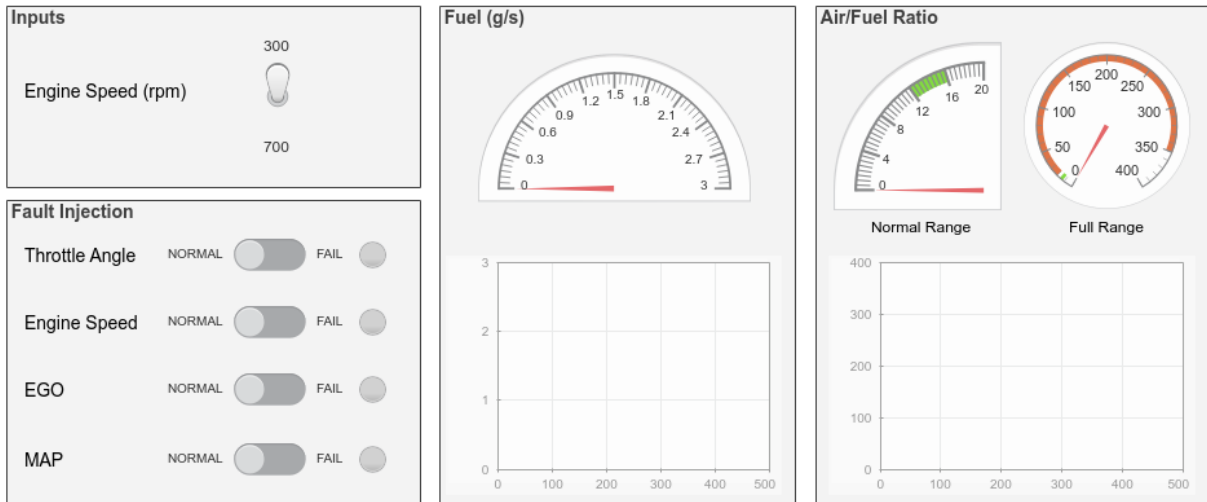 Inputs
300
Engine Speed (rpm)
700
Fault Injection
Throttle Angle NORMAL FAIL
Engine Speed NORMAL FAIL
EGO NORMAL FAIL
MAP NORMAL FAIL
Fuel (g/s)
0 0.3 0.6 0.9 1.2 1.5 1.8 2.1 2.4 2.7 3
3
2
1
0
0 100 200 300 400 500
Air/Fuel Ratio
0 4 8 12 16 20
Normal Range
0 50 100 150 200 250 300 350 400
Full Range
400
300
200
100
0
0 100 200 300 400 500